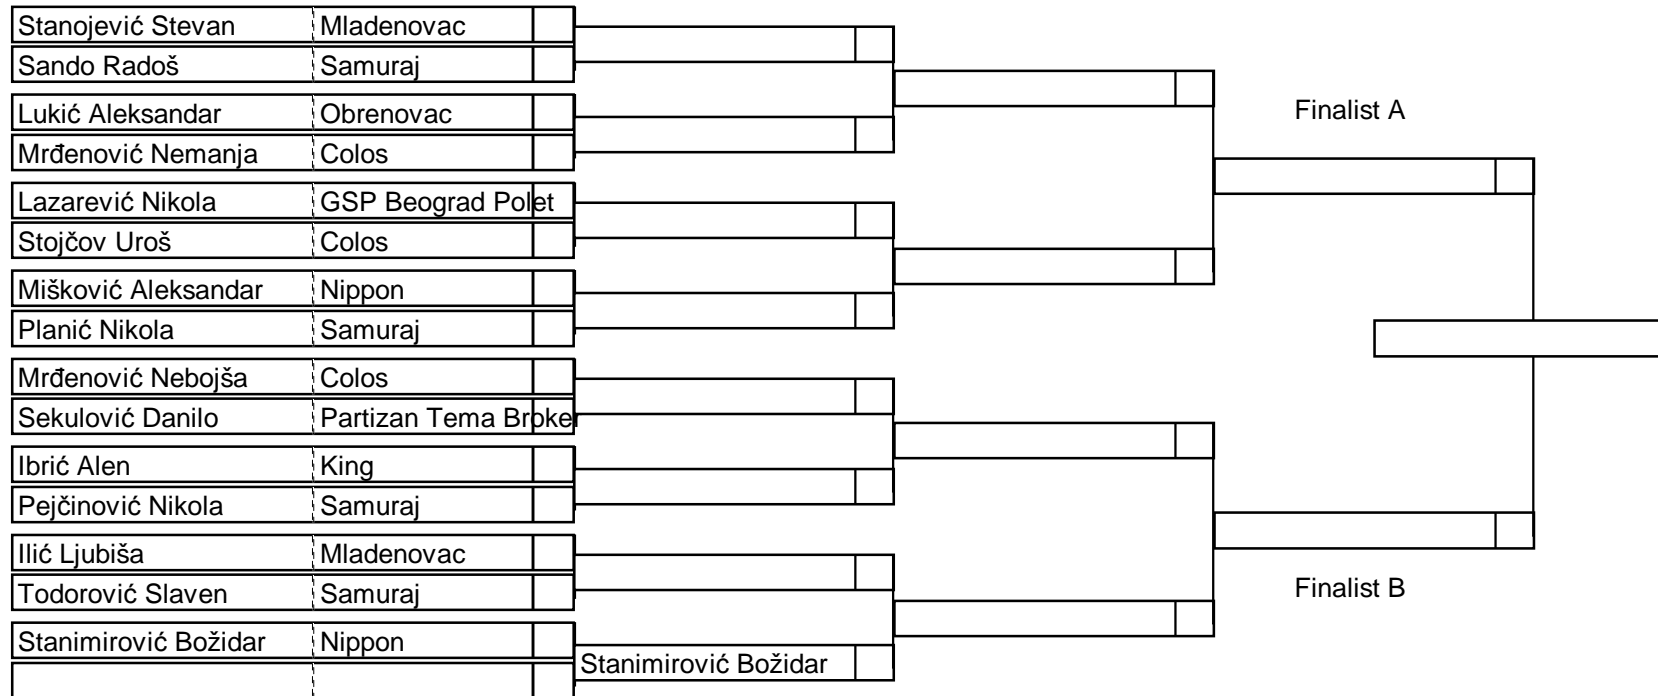 Stanojević Stevan Mladenovac
Sando Radoš Samuraj
Lukić Aleksandar Obrenovac
Finalist A
Mrđenović Nemanja Colos
Lazarević Nikola GSP Beograd Polet
Stojčov Uroš Colos
Mišković Aleksandar Nippon
Planić Nikola Samuraj
Mrđenović Nebojša Colos
Sekulović Danilo Partizan Tema Broker
Ibrić Alen King
Pejčinović Nikola Samuraj
Ilić Ljubiša Mladenovac
Todorović Slaven Samuraj
Finalist B
Stanimirović Božidar Nippon
Stanimirović Božidar